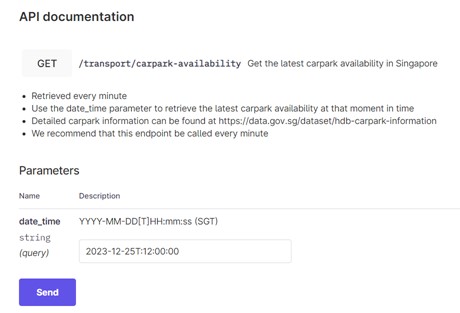 API documentation
GET /transport/carpark-availability Get the latest carpark availability in Singapore
• Retrieved every minute
• Use the date_time parameter to retrieve the latest carpark availability at that moment in time
• Detailed carpark information can be found at https://data.gov.sg/dataset/hdb-carpark-information
• We recommend that this endpoint be called every minute
Parameters
Name Description
date_time YYYY-MM-DD[T]HH:mm:ss (SGT)
string
(query) 2023-12-25T:12:00:00
Send